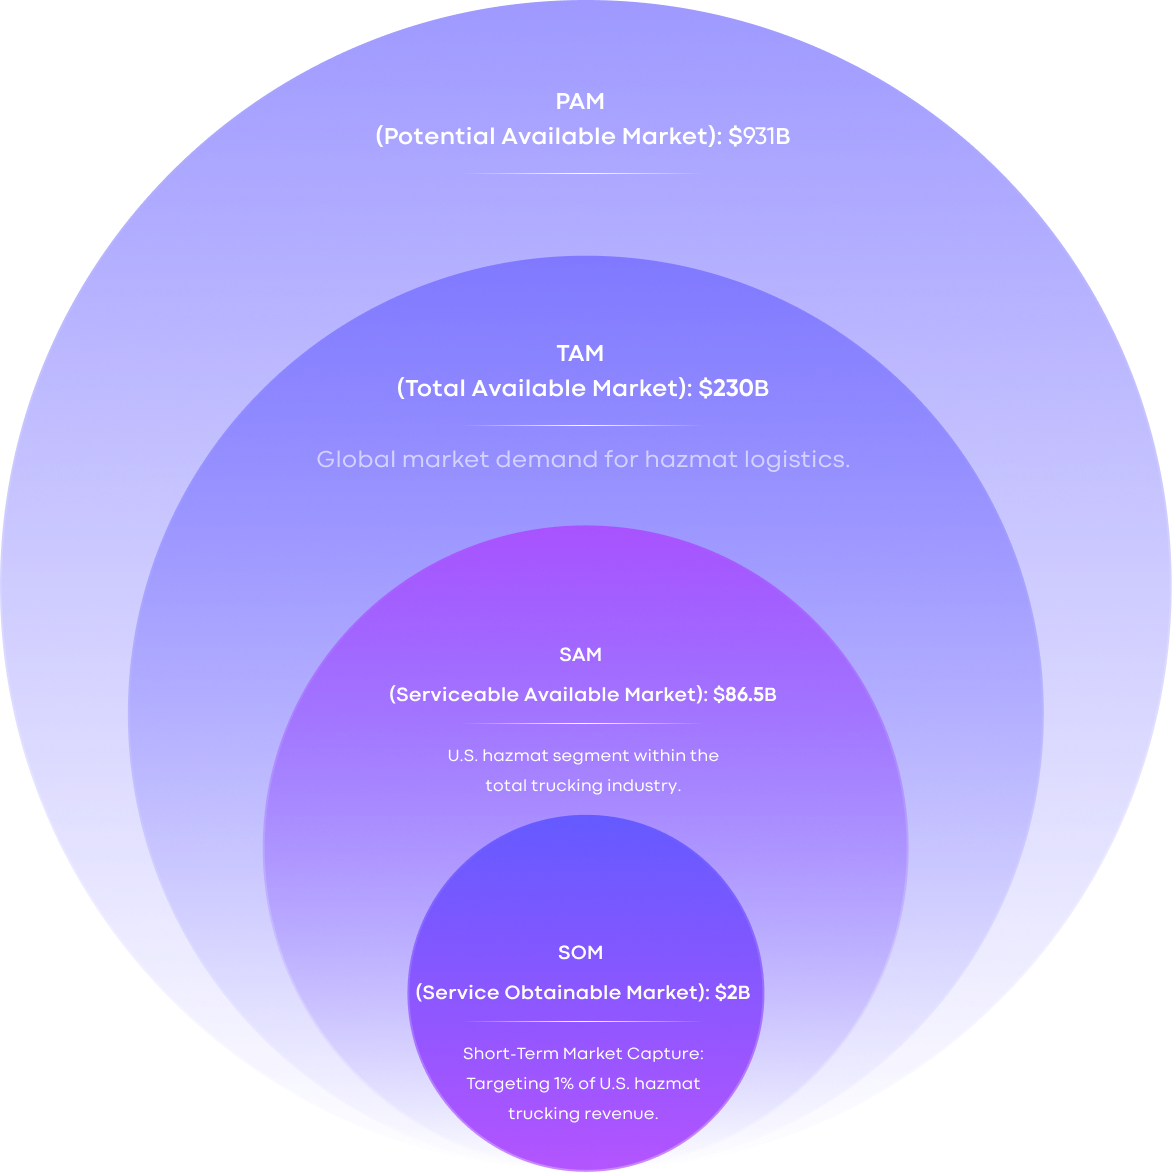 PAM
(Potential Available Market): $931B
TAM
(Total Available Market): $230B
Global market demand for hazmat logistics.
SAM
(Serviceable Available Market): $86.5B
U.S. hazmat segment within the
total trucking industry.
SOM
(Service Obtainable Market): $2B
Short-Term Market Capture:
Targeting 1% of U.S. hazmat
trucking revenue.